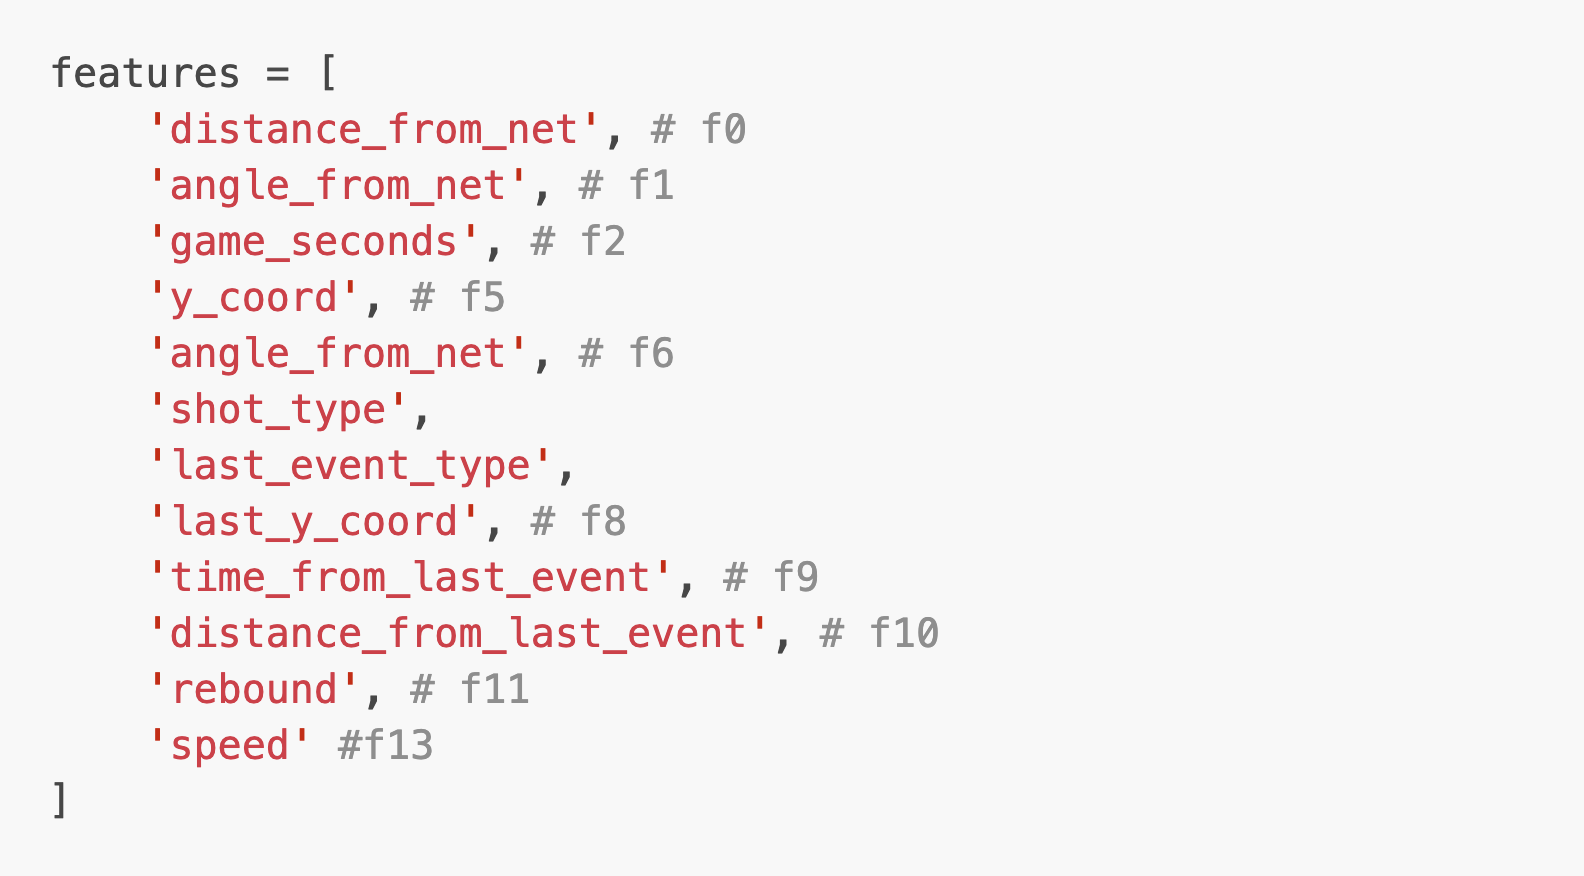 features = [
    'distance_from_net', # f0
    'angle_from_net', # f1
    'game_seconds', # f2
    'y_coord', # f5
    'angle_from_net', # f6
    'shot_type',
    'last_event_type',
    'last_y_coord', # f8
    'time_from_last_event', # f9
    'distance_from_last_event', # f10
    'rebound', # f11
    'speed' #f13
]